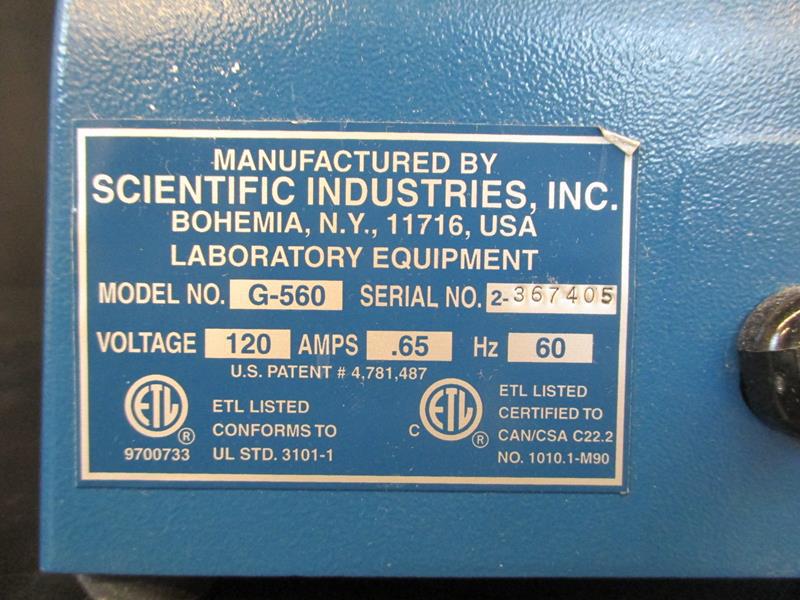 MANUFACTURED BY
SCIENTIFIC INDUSTRIES, INC.
BOHEMIA, N.Y., 11716, USA
LABORATORY EQUIPMENT
MODEL NO. G-560 SERIAL NO. 2-367405
VOLTAGE 120 AMPS .65 Hz 60
U.S. PATENT # 4,781,487
ETL ®
9700733
ETL LISTED
CONFORMS TO
UL STD. 3101-1
C ETL ®
ETL LISTED
CERTIFIED TO
CAN/CSA C22.2
NO. 1010.1-M90